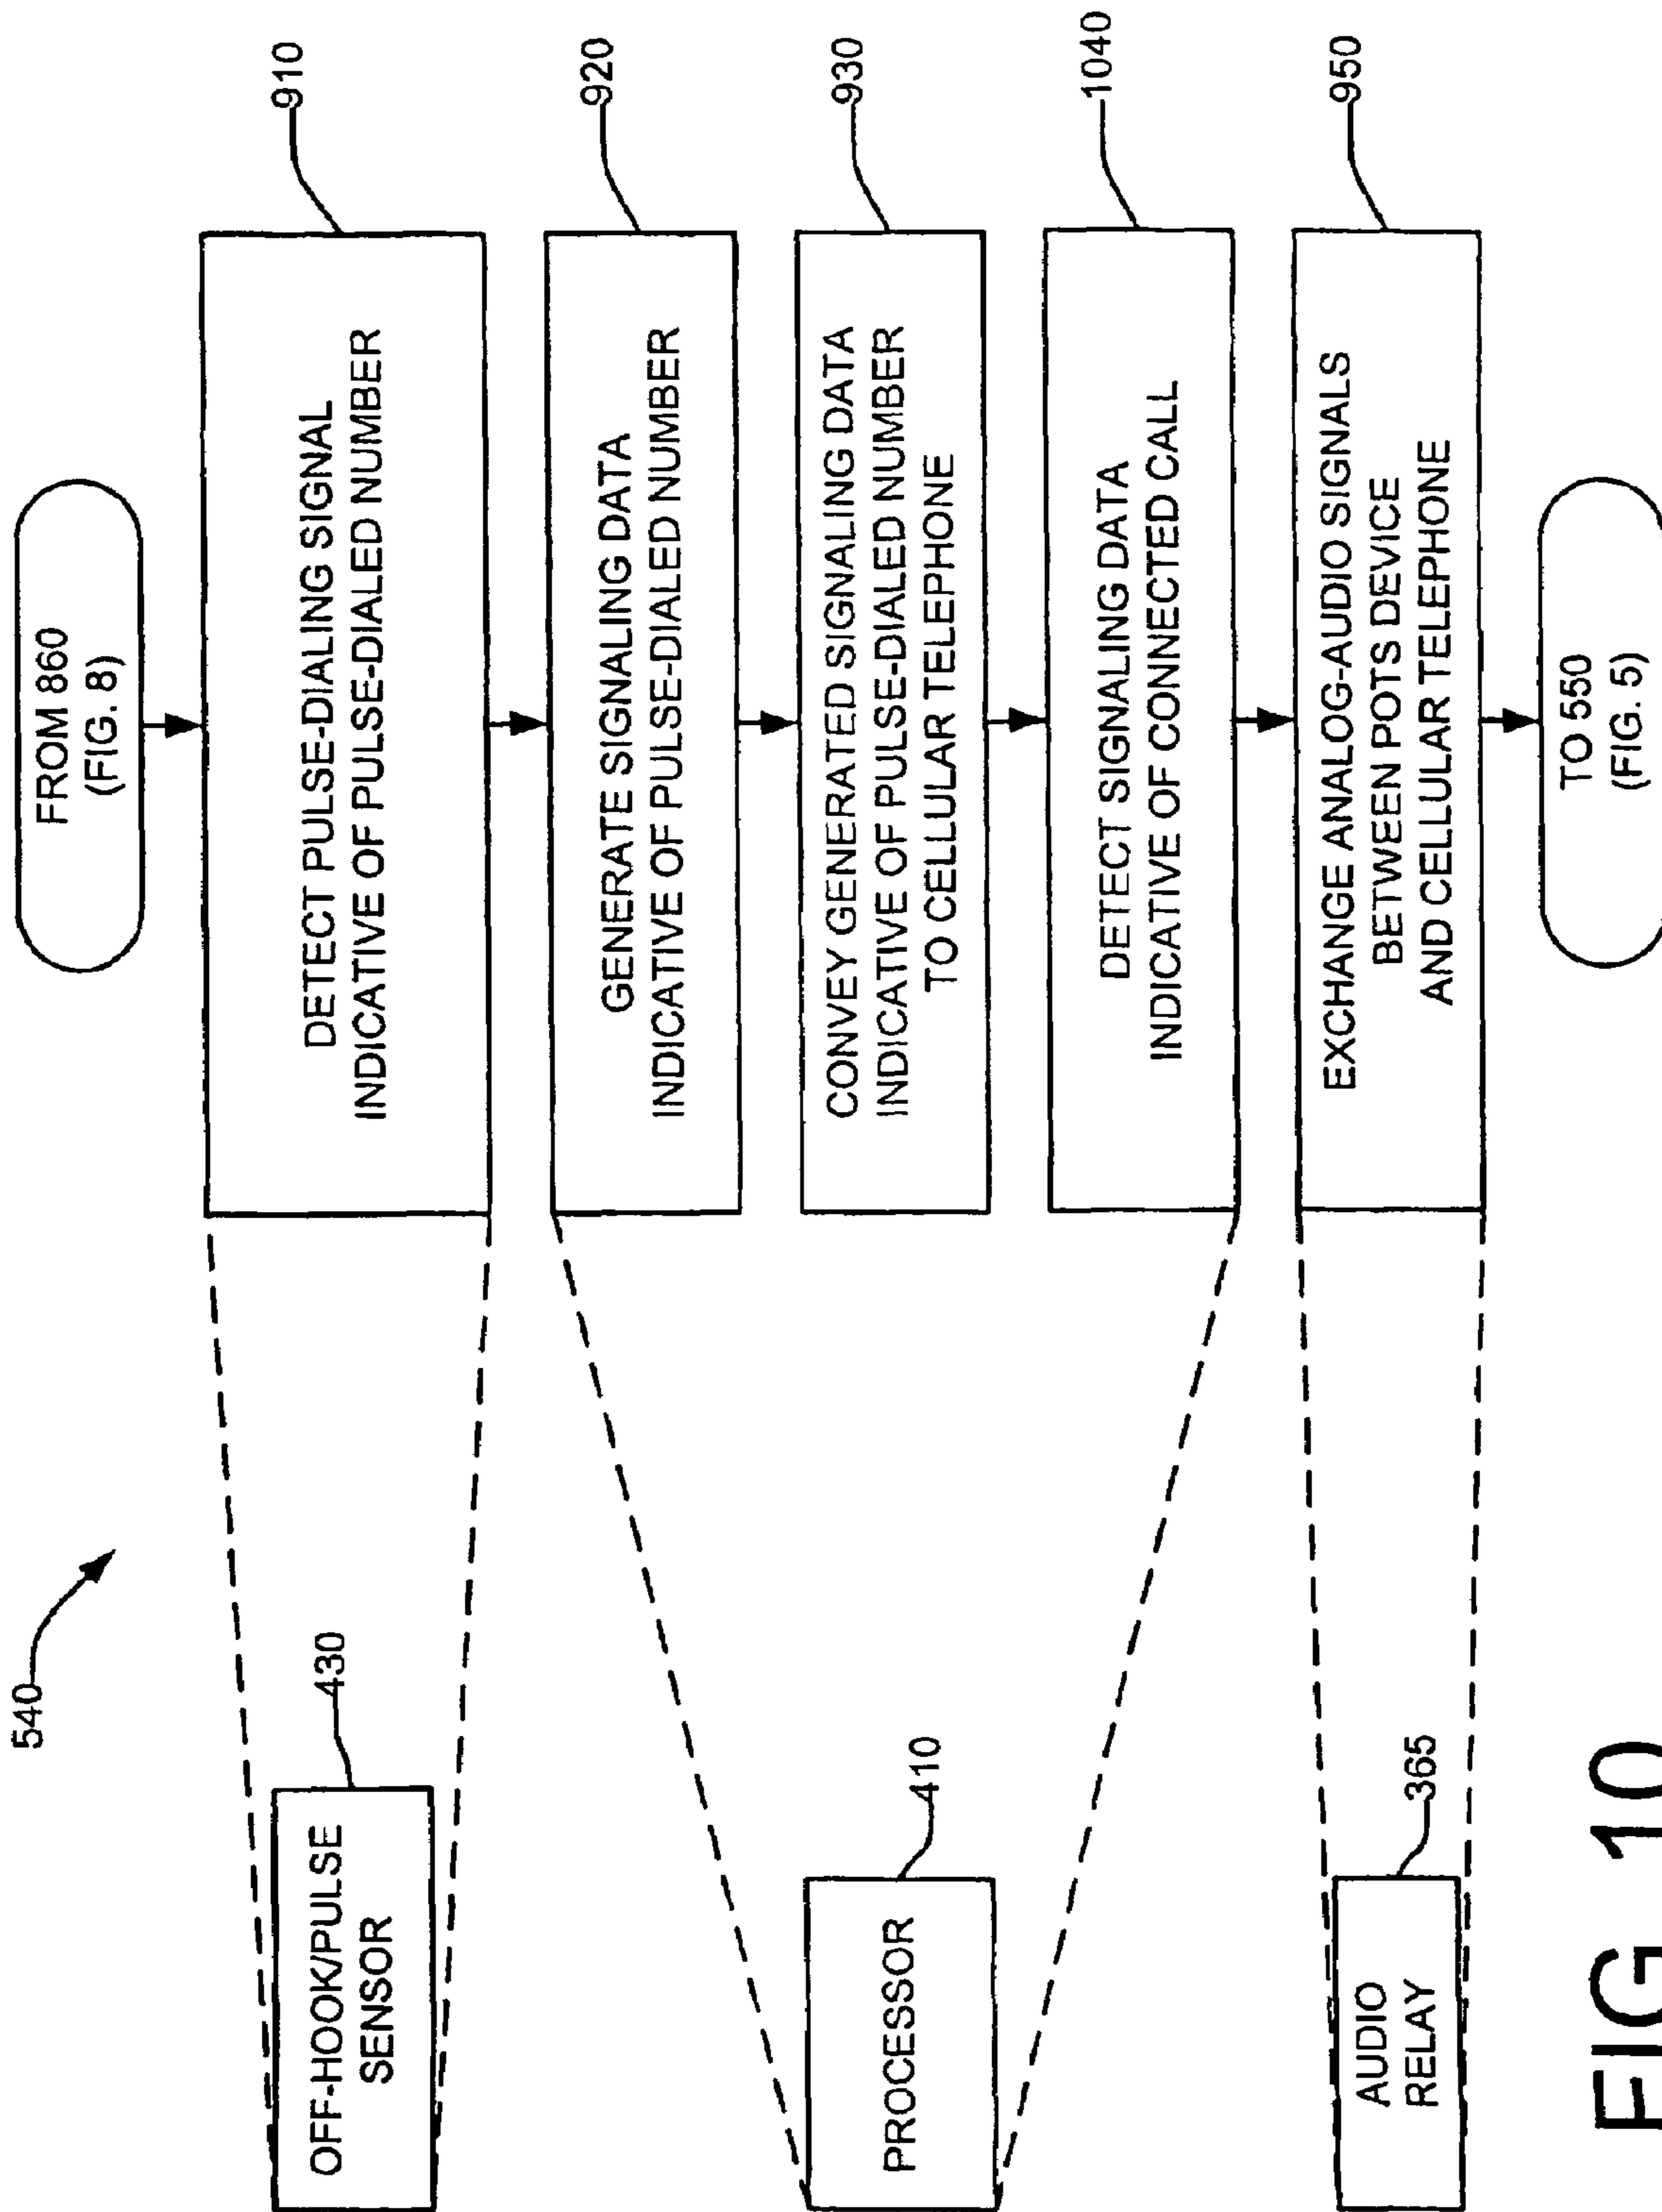 540
FROM 860
(FIG. 8)
OFF-HOOK/PULSE
SENSOR
430
DETECT PULSE-DIALING SIGNAL
INDICATIVE OF PULSE-DIALED NUMBER
910
GENERATE SIGNALING DATA
INDICATIVE OF PULSE-DIALED NUMBER
920
PROCESSOR
410
CONVEY GENERATED SIGNALING DATA
INDICATIVE OF PULSE-DIALED NUMBER
TO CELLULAR TELEPHONE
930
DETECT SIGNALING DATA
INDICATIVE OF CONNECTED CALL
1040
AUDIO
RELAY
365
EXCHANGE ANALOG-AUDIO SIGNALS
BETWEEN POTS DEVICE
AND CELLULAR TELEPHONE
950
TO 550
(FIG. 5)
FIG 10